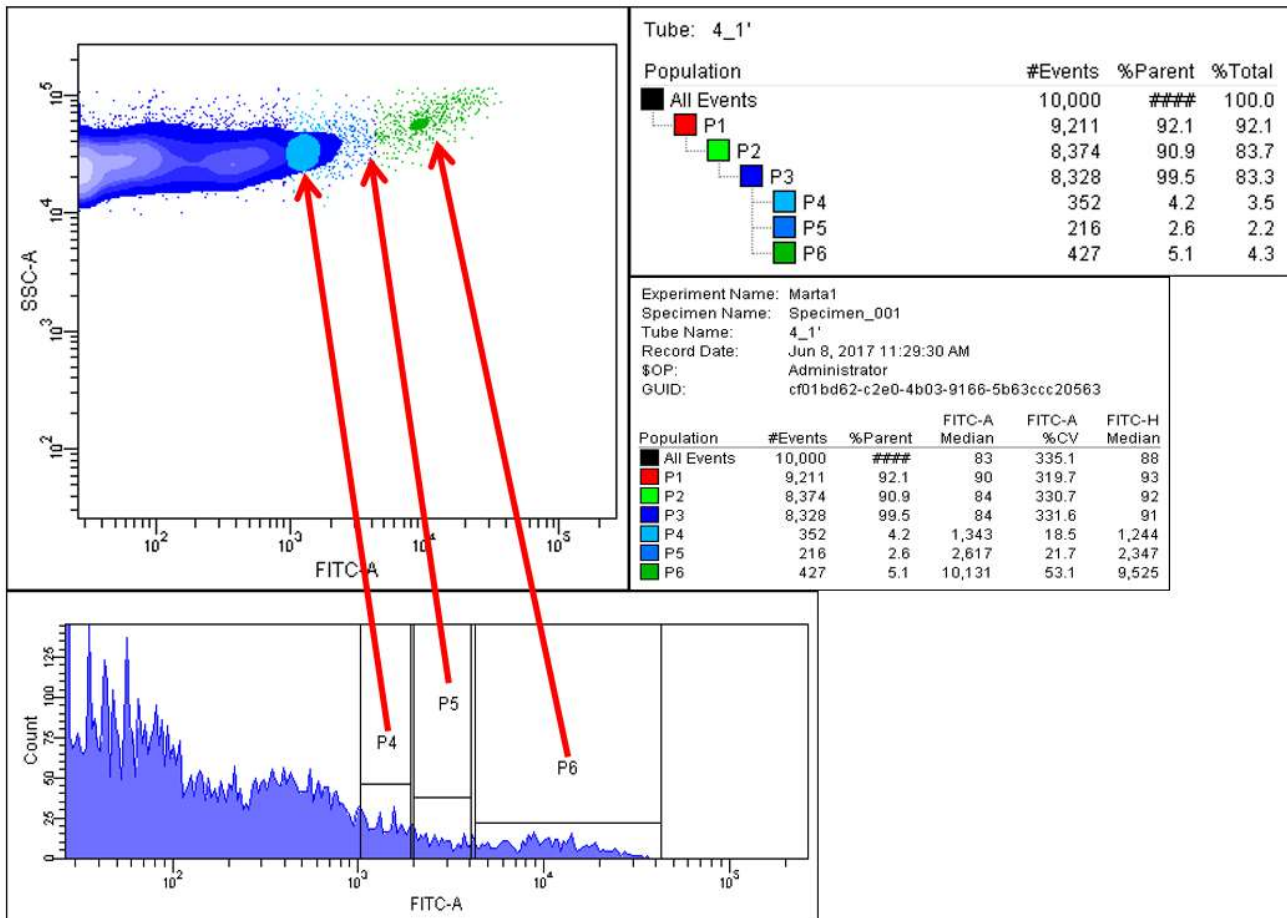 SSC-A
10^5
10^4
10^3
10^2
10^2 10^3 10^4 10^5
FITC-A
Tube: 4_1'
Population #Events %Parent %Total
All Events 10,000 #### 100.0
P1 9,211 92.1 92.1
P2 8,374 90.9 83.7
P3 8,328 99.5 83.3
P4 352 4.2 3.5
P5 216 2.6 2.2
P6 427 5.1 4.3
Experiment Name: Marta1
Specimen Name: Specimen_001
Tube Name: 4_1'
Record Date: Jun 8, 2017 11:29:30 AM
$OP: Administrator
GUID: cf01bd62-c2e0-4b03-9166-5b63ccc20563
FITC-A FITC-A FITC-H
Population #Events %Parent Median %CV Median
All Events 10,000 #### 83 335.1 88
P1 9,211 92.1 90 319.7 93
P2 8,374 90.9 84 330.7 92
P3 8,328 99.5 84 331.6 91
P4 352 4.2 1,343 18.5 1,244
P5 216 2.6 2,617 21.7 2,347
P6 427 5.1 10,131 53.1 9,525
Count
125
100
75
50
25
0
P4
P5
P6
10^2 10^3 10^4 10^5
FITC-A